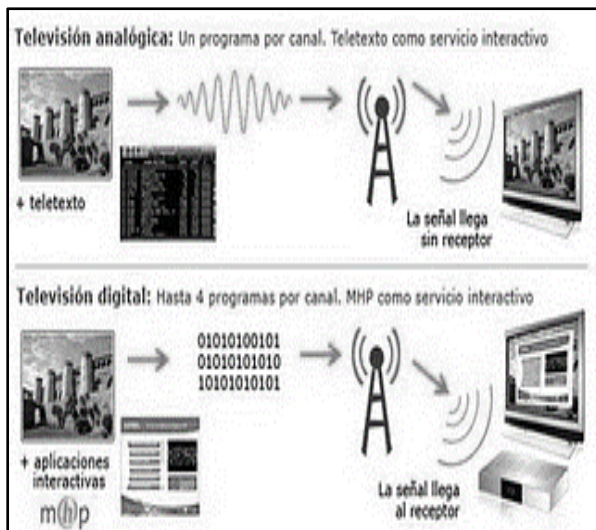 Televisión analógica: Un programa por canal. Teletexto como servicio interactivo
+ teletexto
La señal llega
sin receptor
Televisión digital: Hasta 4 programas por canal. MHP como servicio interactivo
01010100101
01010101010
10101010101
+ aplicaciones
interactivas
mhp
La señal llega
al receptor